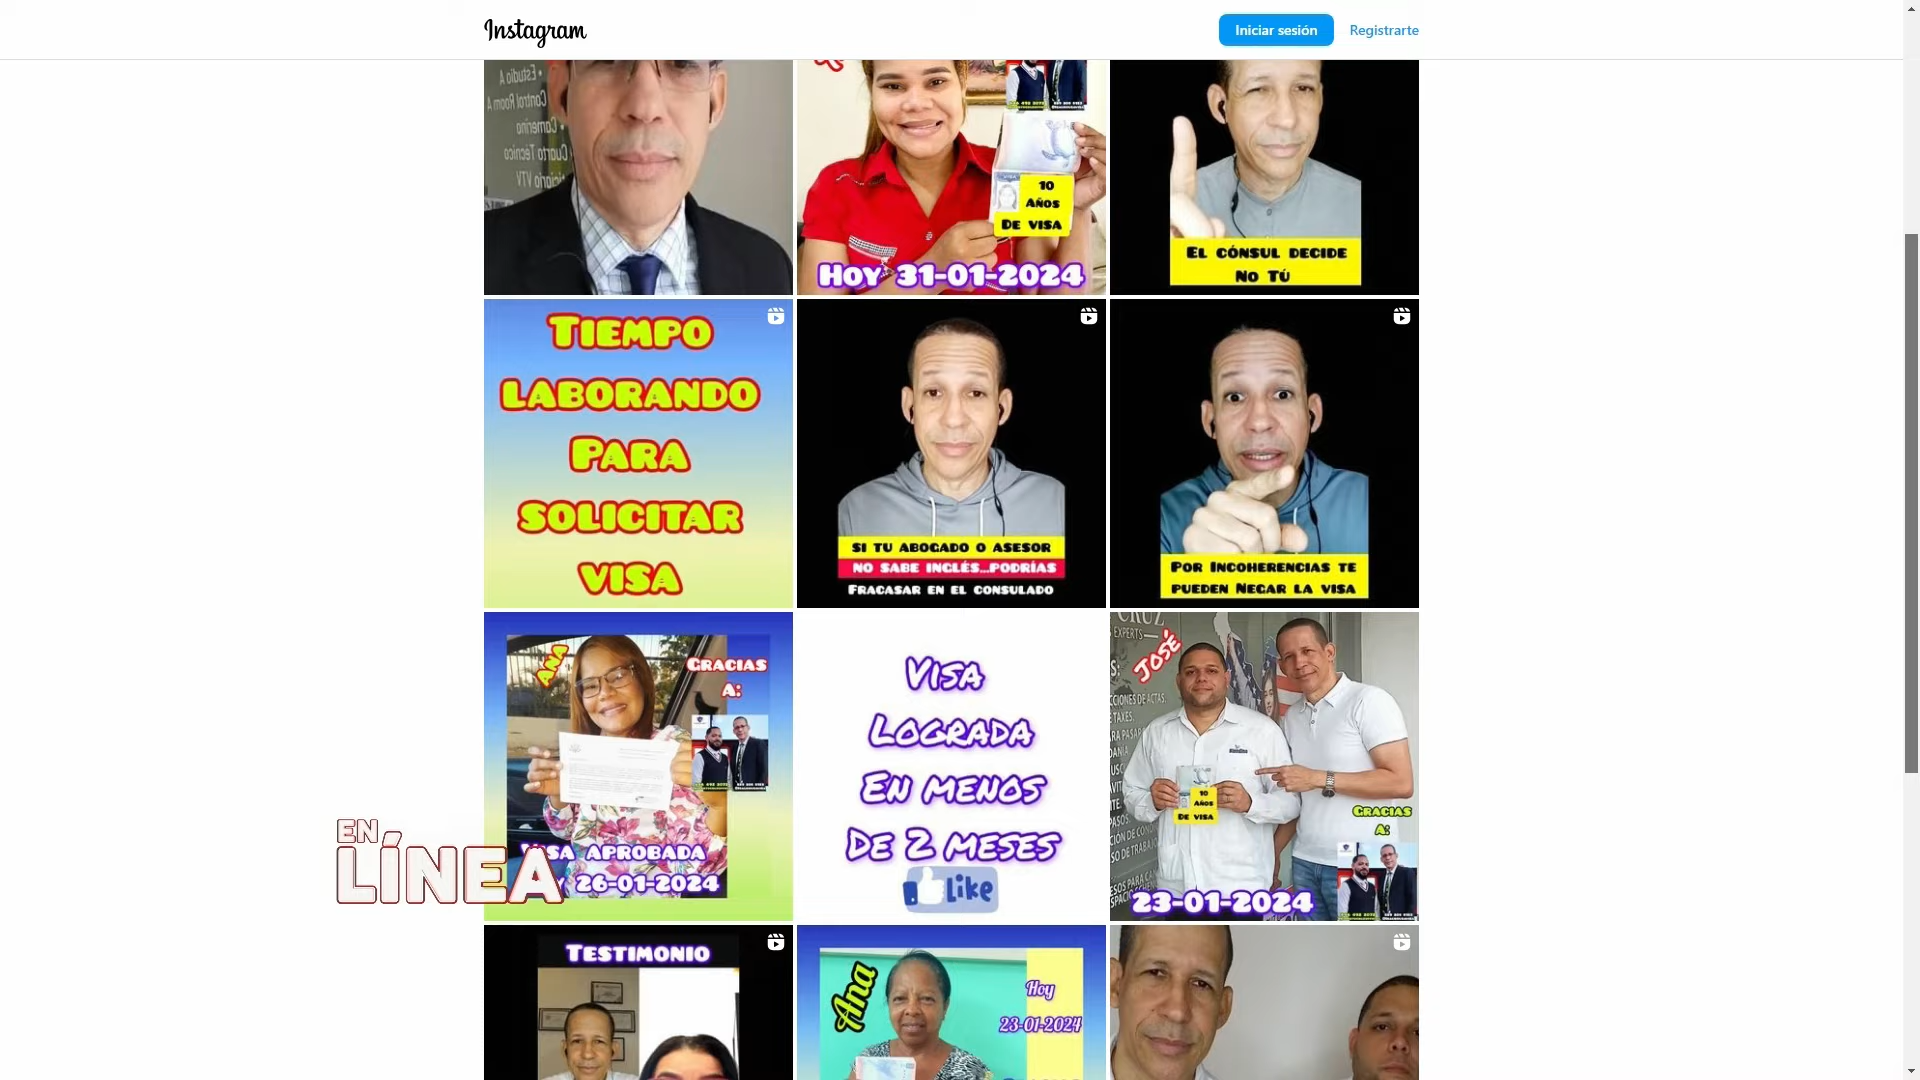 Instagram
Iniciar sesión
Registrarte
10
Años
De visa
Hoy 31-01-2024
El cónsul decide
No Tú
Tiempo
laborando
Para
solicitar
visa
Si tu abogado o asesor
no sabe inglés...podrías
Fracasar en el consulado
Por Incoherencias te
pueden Negar la visa
Ana
Gracias
A:
Visa aprobada
26-01-2024
Visa
Lograda
En menos
De 2 meses
Like
José
EXPERTS
10
Años
De visa
Gracias
A:
23-01-2024
EN
LÍNEA
Testimonio
Ana
Hoy
23-01-2024